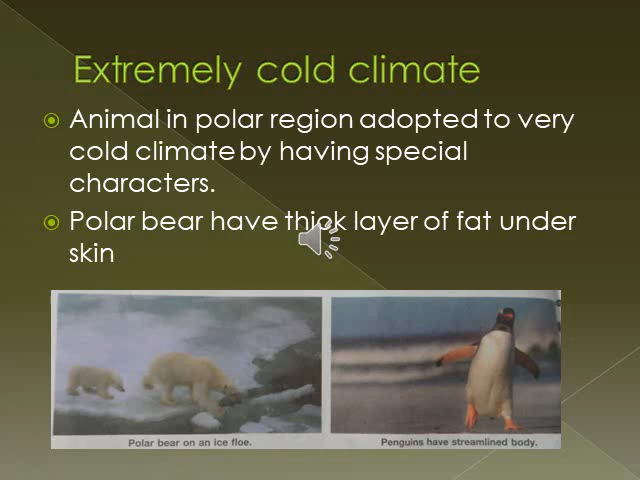 Extremely cold climate
Animal in polar region adopted to very
cold climate by having special
characters.
Polar bear have thick layer of fat under
skin
Polar bear on an ice floe.
Penguins have streamlined body.